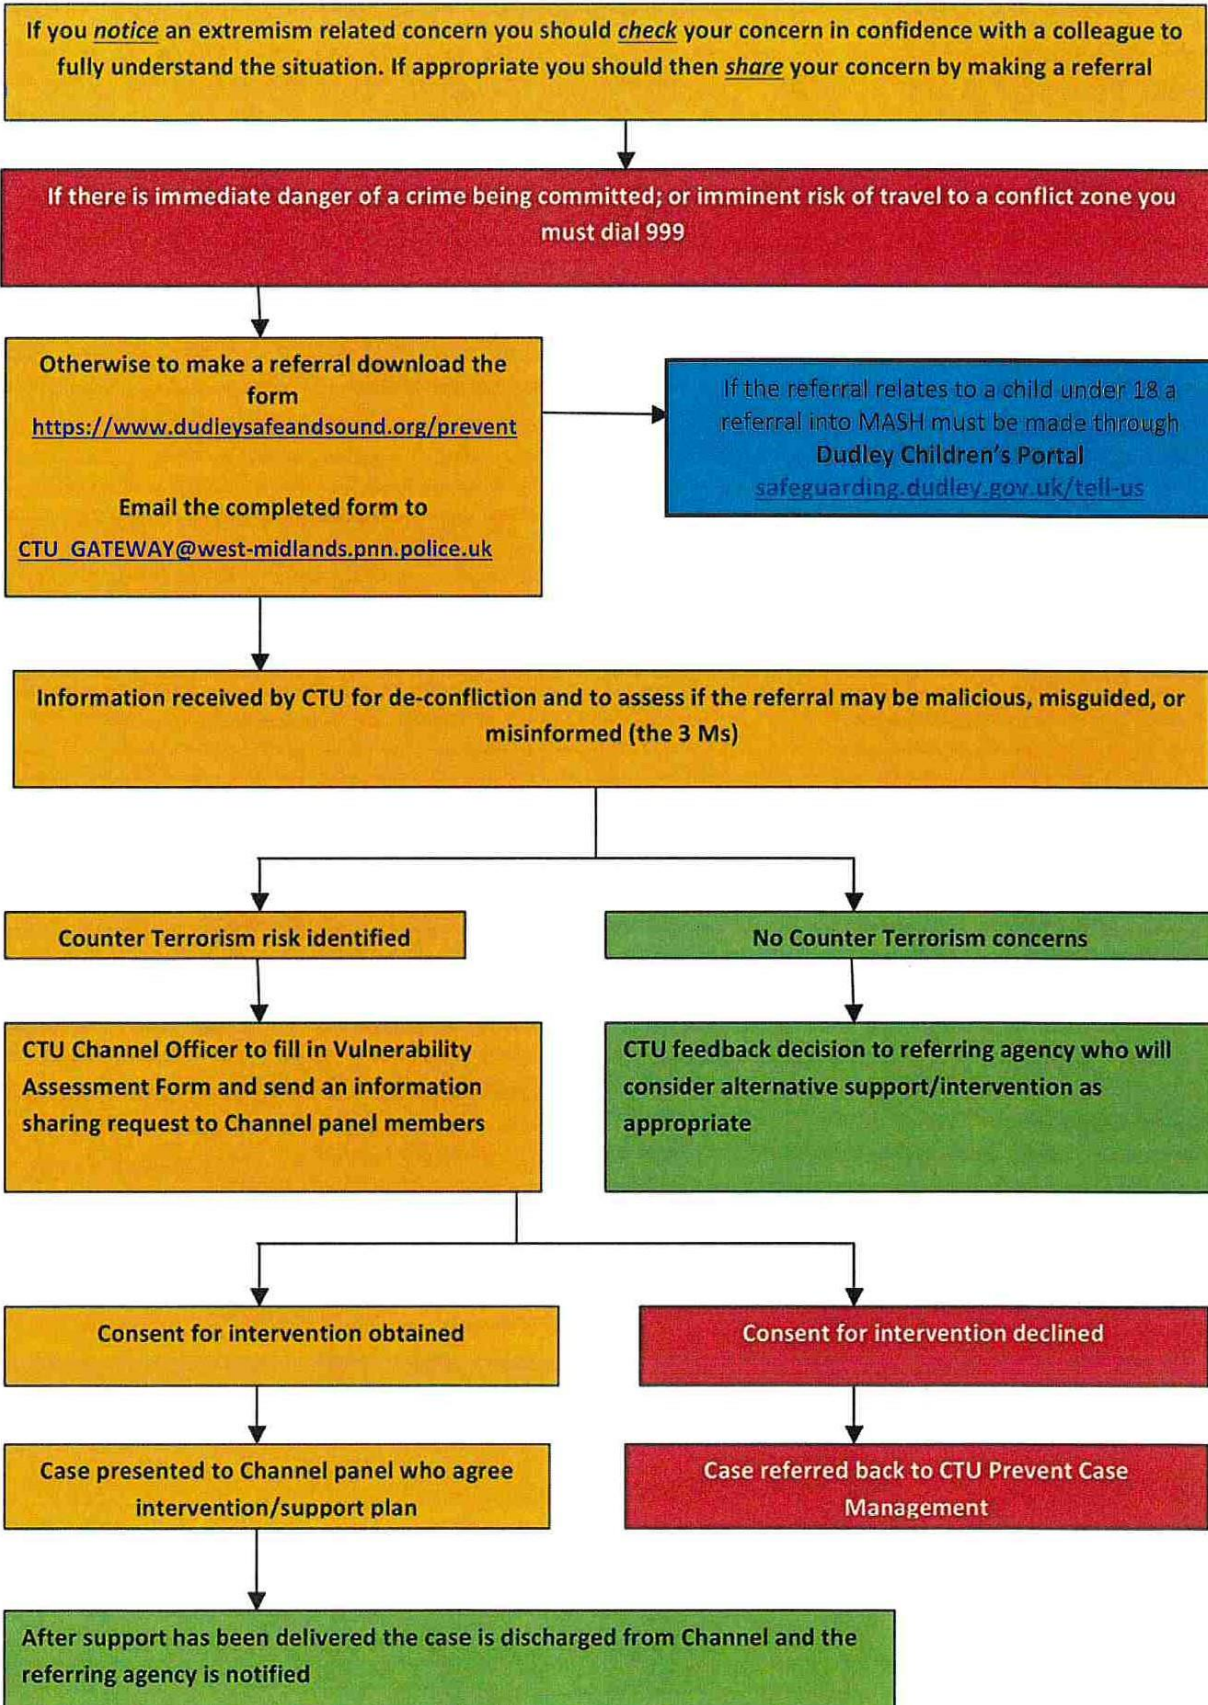 If you notice an extremism related concern you should check your concern in confidence with a colleague to
fully understand the situation. If appropriate you should then share your concern by making a referral
If there is immediate danger of a crime being committed; or imminent risk of travel to a conflict zone you
must dial 999
Otherwise to make a referral download the
form
https://www.dudleysafeandsound.org/prevent
Email the completed form to
CTU_GATEWAY@west-midlands.pnn.police.uk
If the referral relates to a child under 18 a
referral into MASH must be made through
Dudley Children's Portal
safeguarding.dudley.gov.uk/tell-us
Information received by CTU for de-confliction and to assess if the referral may be malicious, misguided, or
misinformed (the 3 Ms)
Counter Terrorism risk identified
No Counter Terrorism concerns
CTU Channel Officer to fill in Vulnerability
Assessment Form and send an information
sharing request to Channel panel members
CTU feedback decision to referring agency who will
consider alternative support/intervention as
appropriate
Consent for intervention obtained
Consent for intervention declined
Case presented to Channel panel who agree
intervention/support plan
Case referred back to CTU Prevent Case
Management
After support has been delivered the case is discharged from Channel and the
referring agency is notified